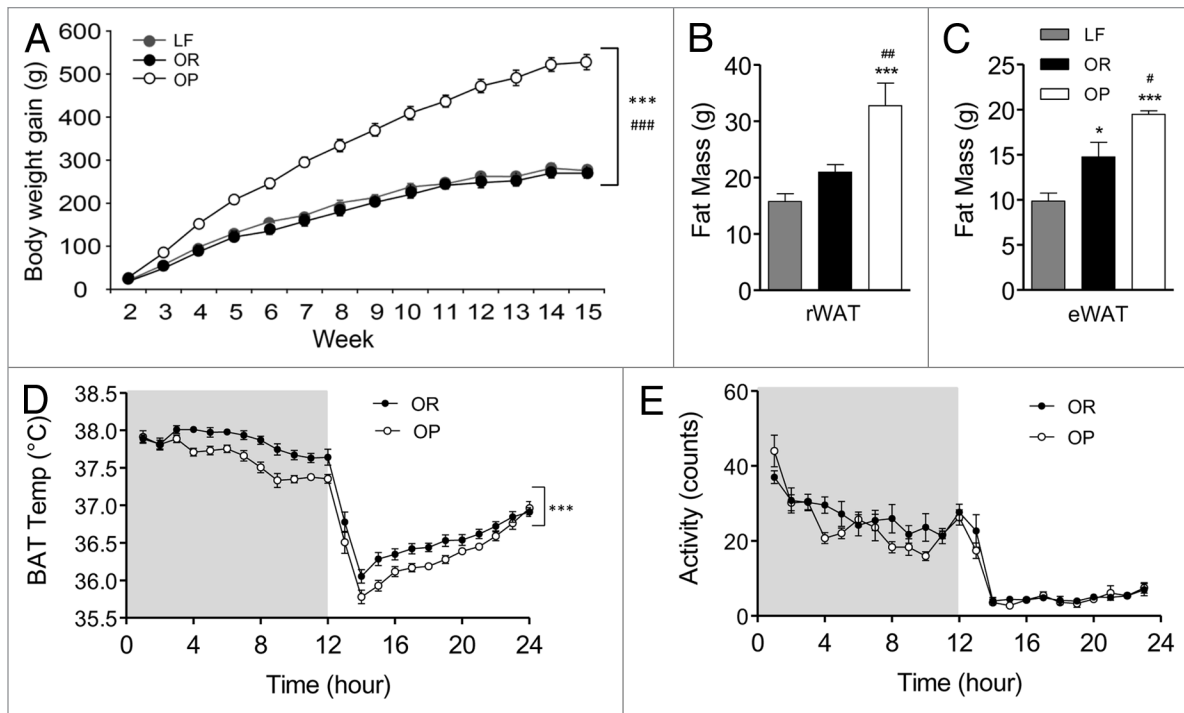 A
Body weight gain (g)
600
500
400
300
200
100
0
LF
OR
OP
***
###
2 3 4 5 6 7 8 9 10 11 12 13 14 15
Week
B
Fat Mass (g)
40
30
20
10
0
##
***
rWAT
C
LF
OR
OP
Fat Mass (g)
25
20
15
10
5
0
*
#
***
eWAT
D
BAT Temp (°C)
38.5
38.0
37.5
37.0
36.5
36.0
35.5
OR
OP
***
0 4 8 12 16 20 24
Time (hour)
E
Activity (counts)
60
40
20
0
OR
OP
0 4 8 12 16 20 24
Time (hour)